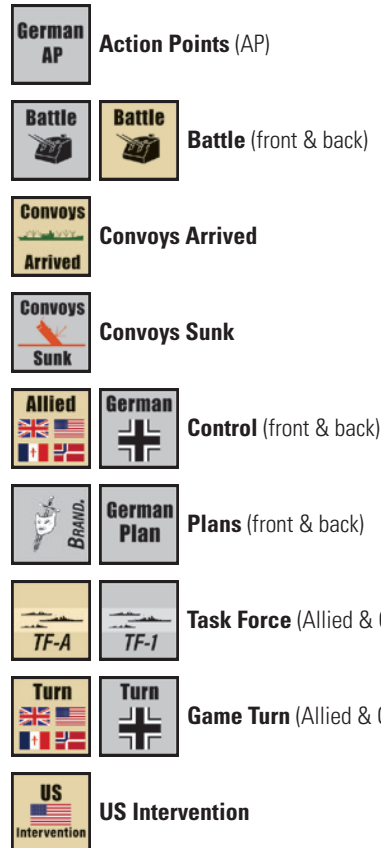 German
AP
Action Points (AP)
Battle
Battle
Battle (front & back)
Convoys
Arrived
Convoys Arrived
Convoys
Sunk
Convoys Sunk
Allied
German
Control (front & back)
BRAND.
German
Plan
Plans (front & back)
TF-A
TF-1
Task Force (Allied &
Turn
Turn
Game Turn (Allied &
US
Intervention
US Intervention